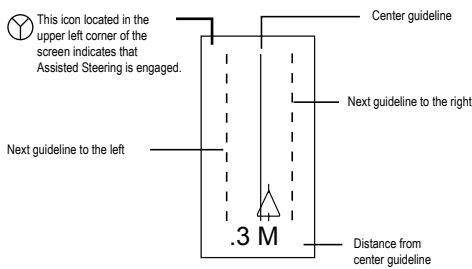 This icon located in the
upper left corner of the
screen indicates that
Assisted Steering is engaged.
Center guideline
Next guideline to the right
Next guideline to the left
.3 M
Distance from
center guideline